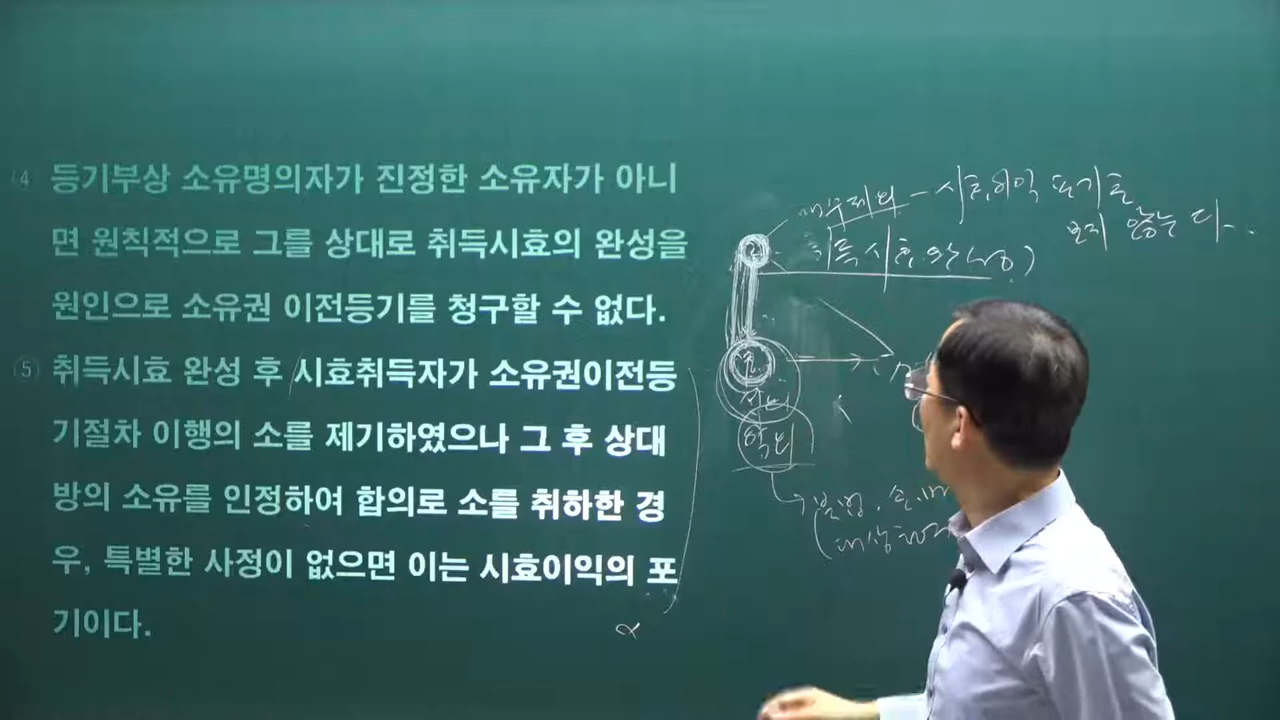 ④ 등기부상 소유명의자가 진정한 소유자가 아니
면 원칙적으로 그를 상대로 취득시효의 완성을
원인으로 소유권 이전등기를 청구할 수 없다.
⑤ 취득시효 완성 후 시효취득자가 소유권이전등
기절차 이행의 소를 제기하였으나 그 후 상대
방의 소유를 인정하여 합의로 소를 취하한 경
우, 특별한 사정이 없으면 이는 시효이익의 포
기이다.
매수제의 - 시효이익 포기로
보지 않는다..
취득시효 완성)